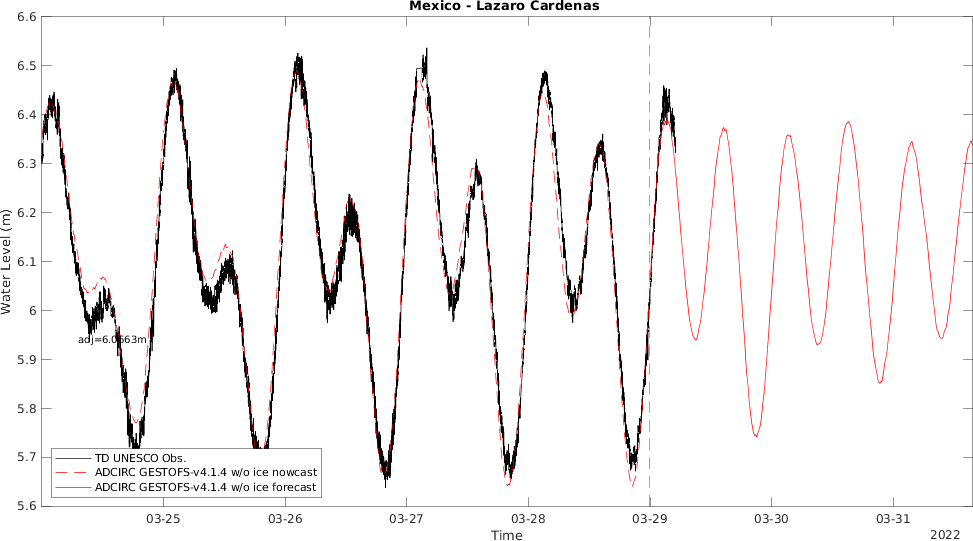 Mexico - Lazaro Cardenas
6.6
6.5
6.4
6.3
6.2
6.1
6
5.9
5.8
5.7
5.6
Water Level (m)
adj=6.0663m
TD UNESCO Obs.
ADCIRC GESTOFS-v4.1.4 w/o ice nowcast
ADCIRC GESTOFS-v4.1.4 w/o ice forecast
03-25 03-26 03-27 03-28 03-29 03-30 03-31
Time
2022